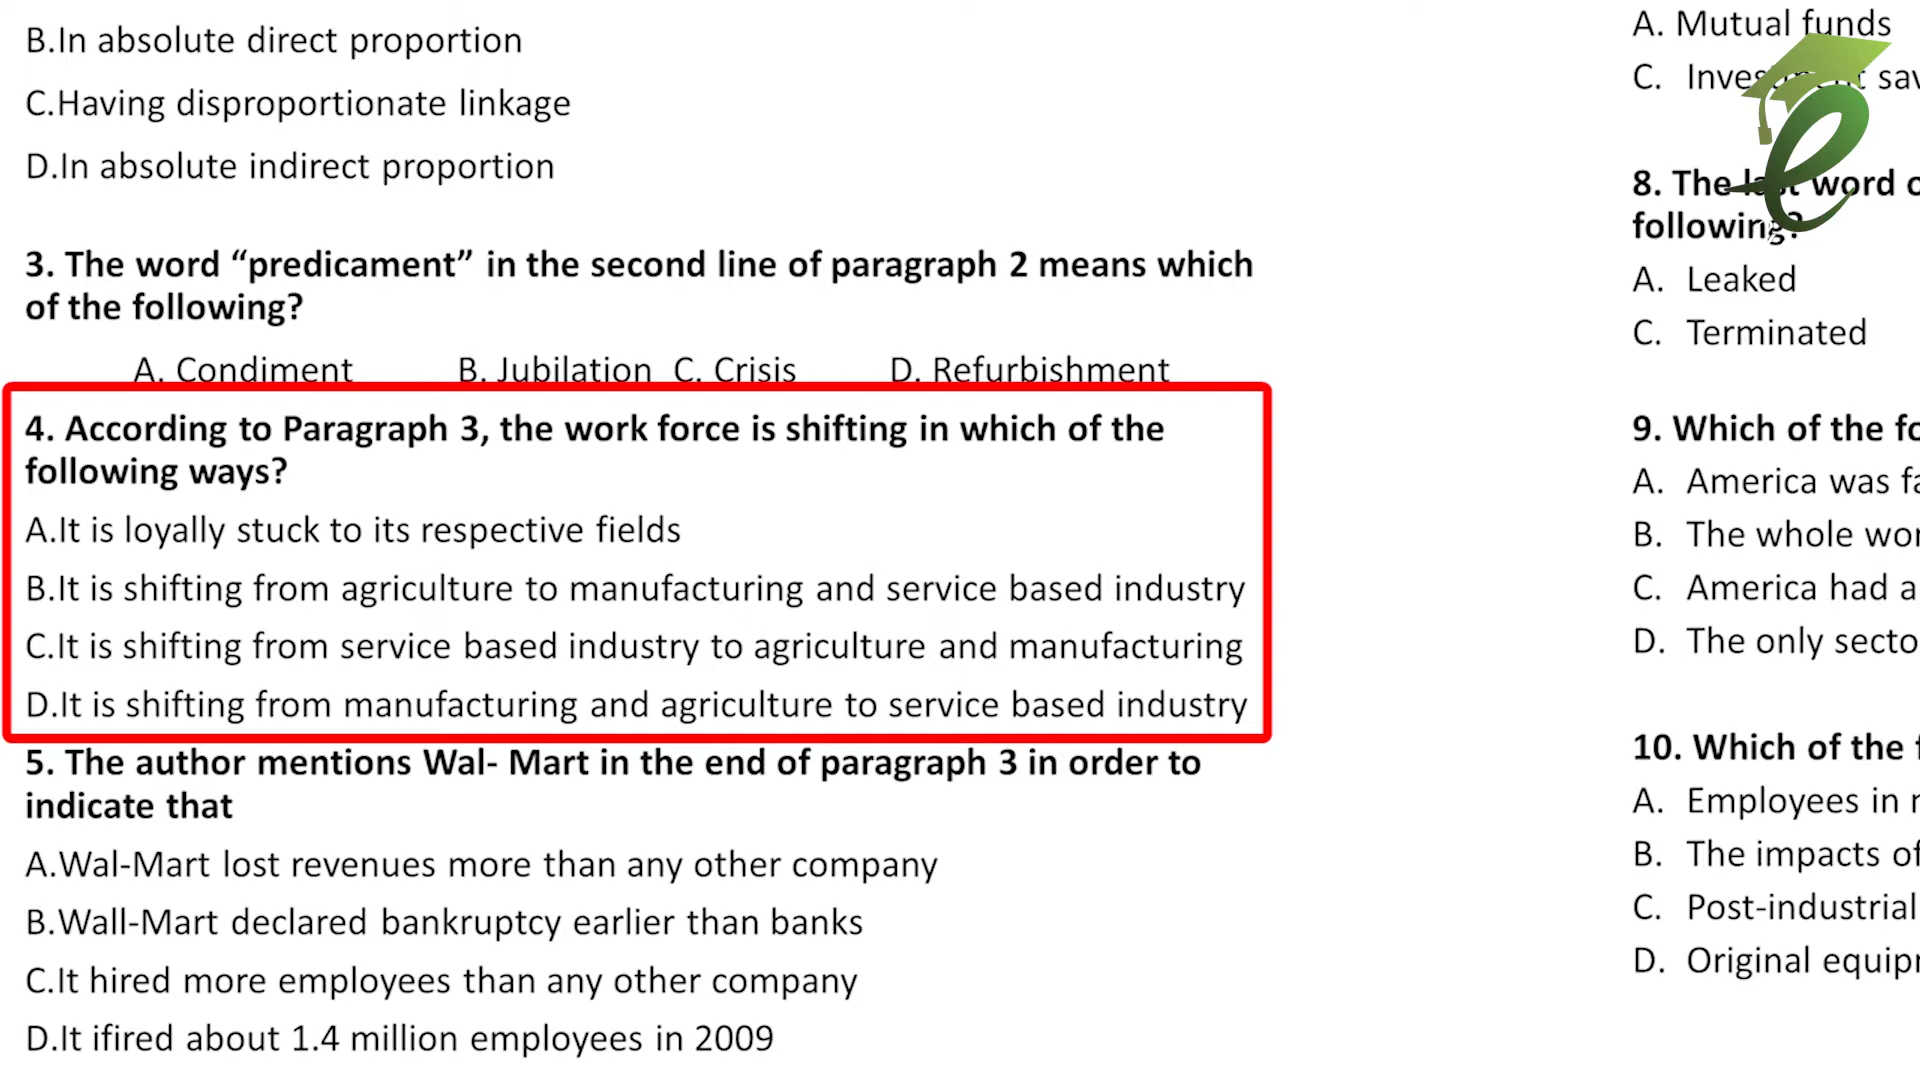 B.In absolute direct proportion
C.Having disproportionate linkage
D.In absolute indirect proportion
3. The word “predicament” in the second line of paragraph 2 means which
of the following?
A. Condiment B. Jubilation C. Crisis D. Refurbishment
4. According to Paragraph 3, the work force is shifting in which of the
following ways?
A.It is loyally stuck to its respective fields
B.It is shifting from agriculture to manufacturing and service based industry
C.It is shifting from service based industry to agriculture and manufacturing
D.It is shifting from manufacturing and agriculture to service based industry
5. The author mentions Wal- Mart in the end of paragraph 3 in order to
indicate that
A.Wal-Mart lost revenues more than any other company
B.Wall-Mart declared bankruptcy earlier than banks
C.It hired more employees than any other company
D.It ifired about 1.4 million employees in 2009
A. Mutual funds
C.
8. The last word
following?
A. Leaked
C. Terminated
9. Which of the
A. America was
B. The whole
C. America had a
D. The only
10. Which of the
A. Employees in
B. The impacts
C. Post-industrial
D. Original